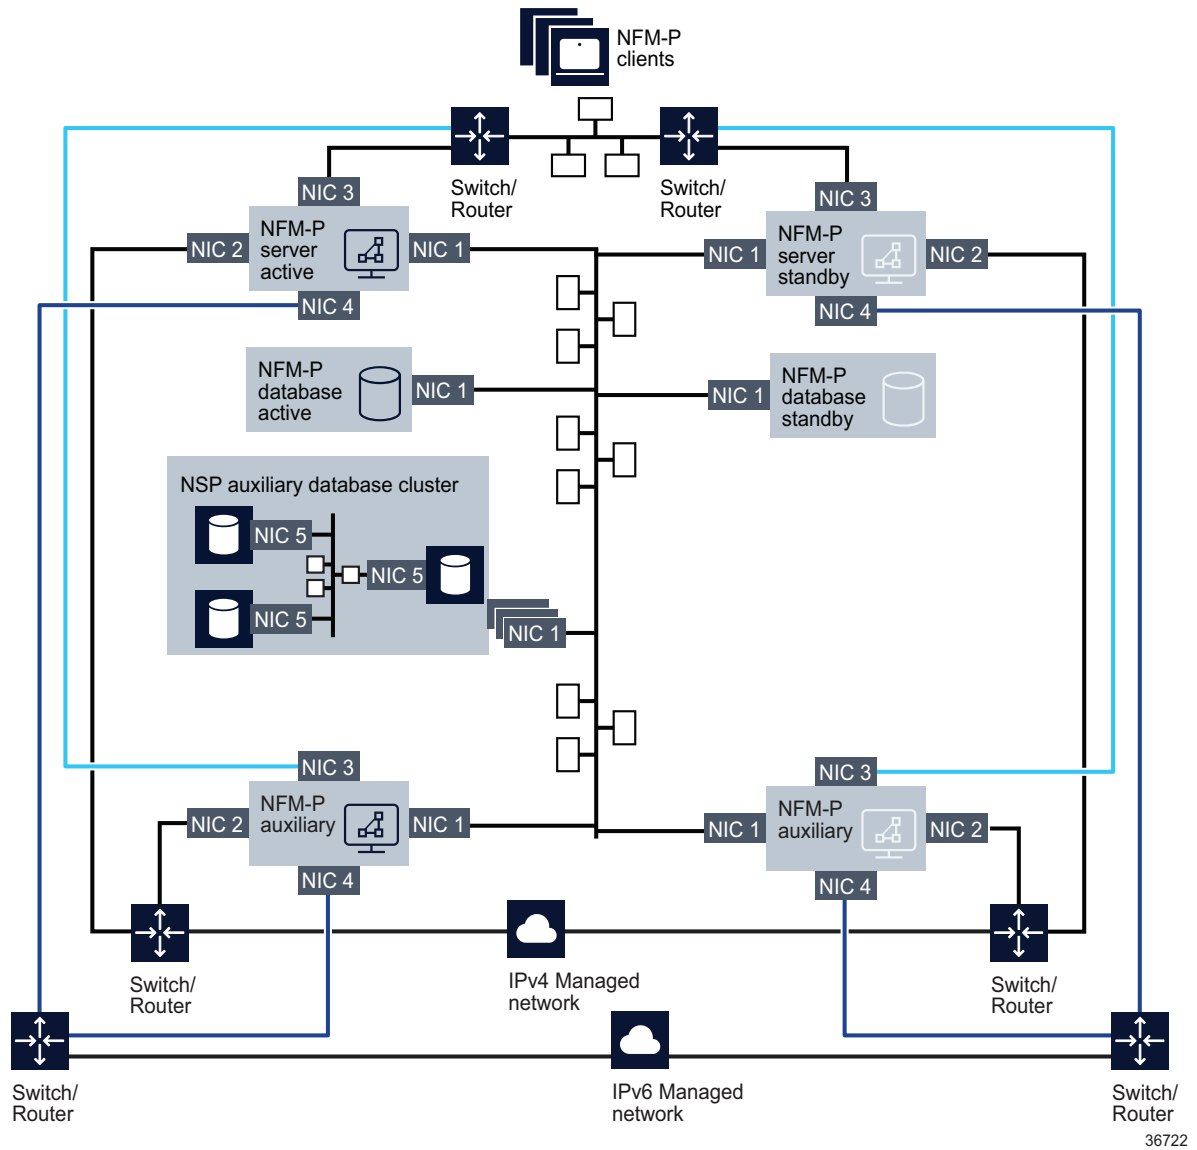 NFM-P
clients
Switch/
Router
Switch/
Router
NIC 3
NIC 3
NIC 2
NFM-P
server
active
NIC 1
NIC 4
NIC 1
NFM-P
server
standby
NIC 2
NIC 4
NFM-P
database
active
NIC 1
NIC 1
NFM-P
database
standby
NSP auxiliary database cluster
NIC 5
NIC 5
NIC 5
NIC 1
NIC 3
NIC 2
NFM-P
auxiliary
NIC 1
NIC 4
NIC 3
NIC 1
NFM-P
auxiliary
NIC 2
NIC 4
Switch/
Router
IPv4 Managed
network
Switch/
Router
Switch/
Router
IPv6 Managed
network
Switch/
Router
36722